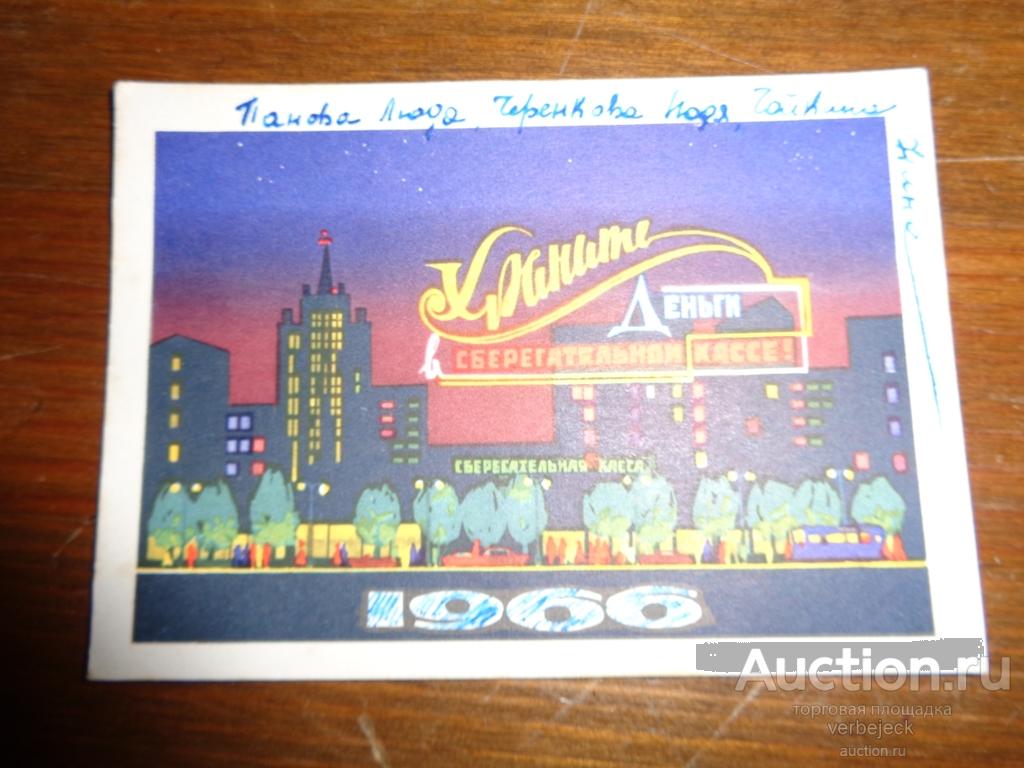 Панова Люда, Черенкова Надя,
Храните
Деньги
в СБЕРЕГАТЕЛЬНОЙ КАССЕ!
СБЕРЕГАТЕЛЬНАЯ КАССА
1966
Auction.ru
торговая площадка
verbejeck
auction.ru